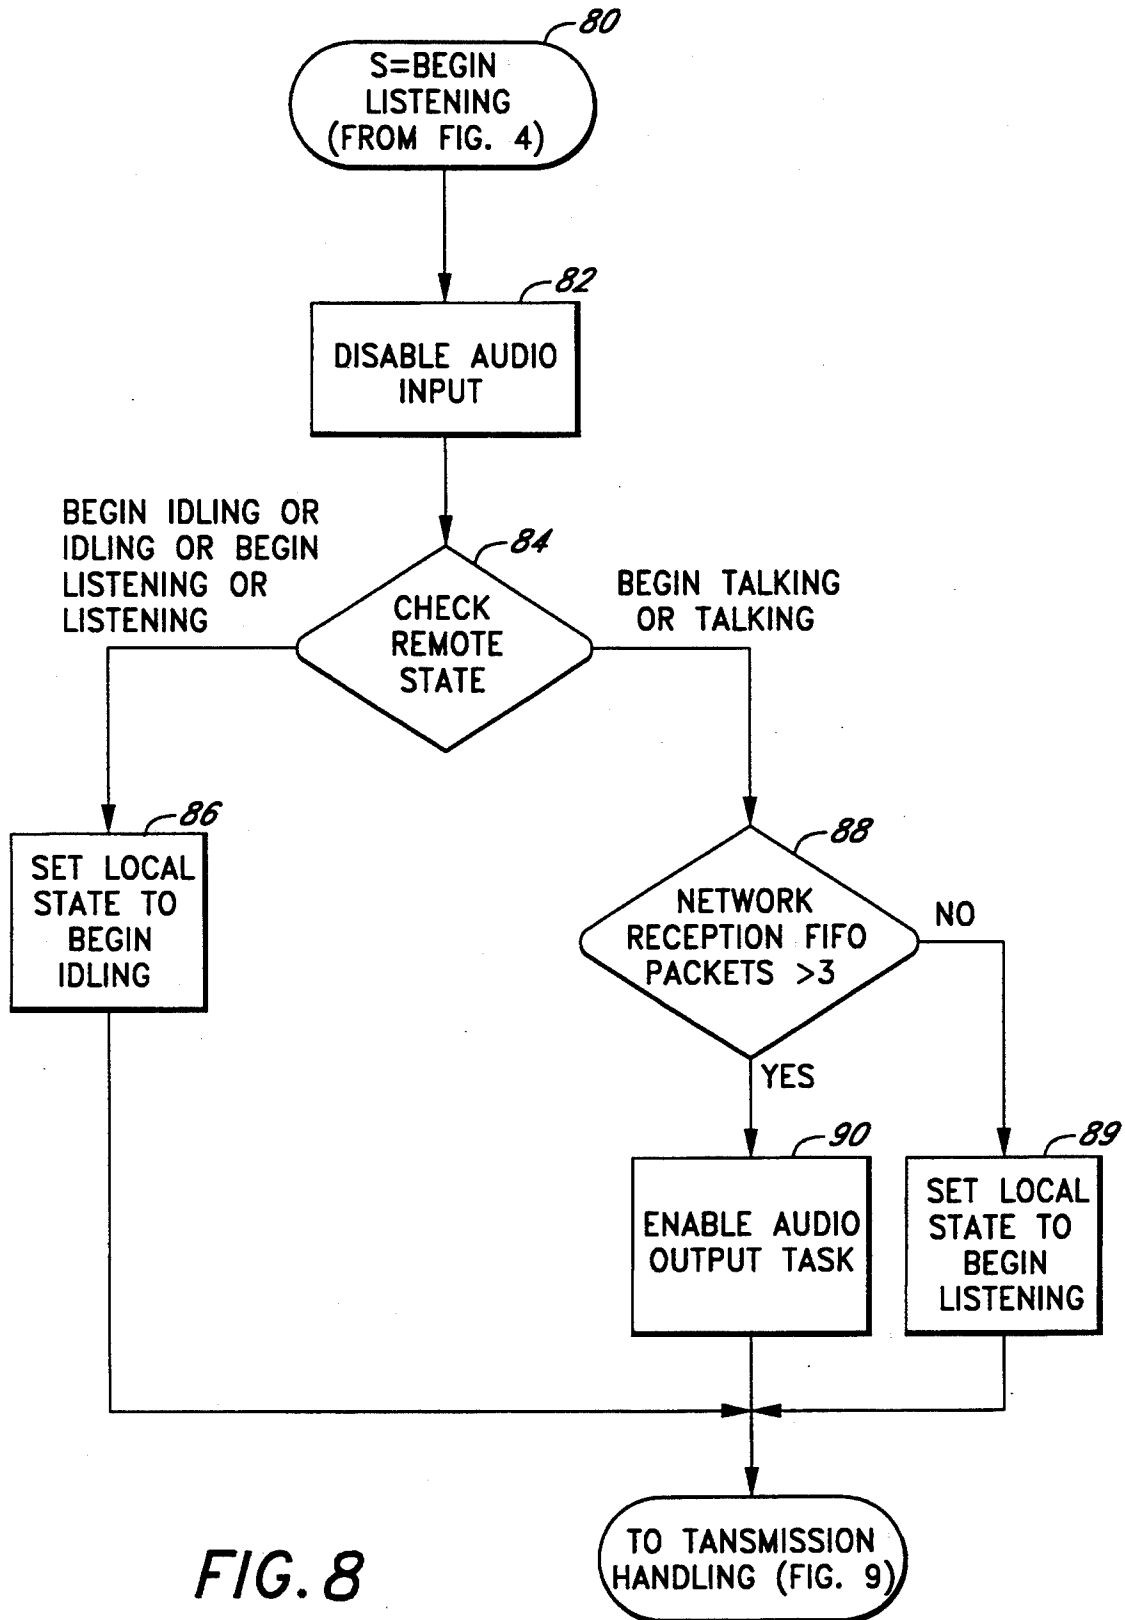 80
S=BEGIN
LISTENING
(FROM FIG. 4)
82
DISABLE AUDIO
INPUT
BEGIN IDLING OR
IDLING OR BEGIN
LISTENING OR
LISTENING
84
CHECK
REMOTE
STATE
BEGIN TALKING
OR TALKING
86
SET LOCAL
STATE TO
BEGIN
IDLING
88
NETWORK
RECEPTION FIFO
PACKETS >3
NO
YES
90
ENABLE AUDIO
OUTPUT TASK
89
SET LOCAL
STATE TO
BEGIN
LISTENING
TO TANSMISSION
HANDLING (FIG. 9)
FIG. 8